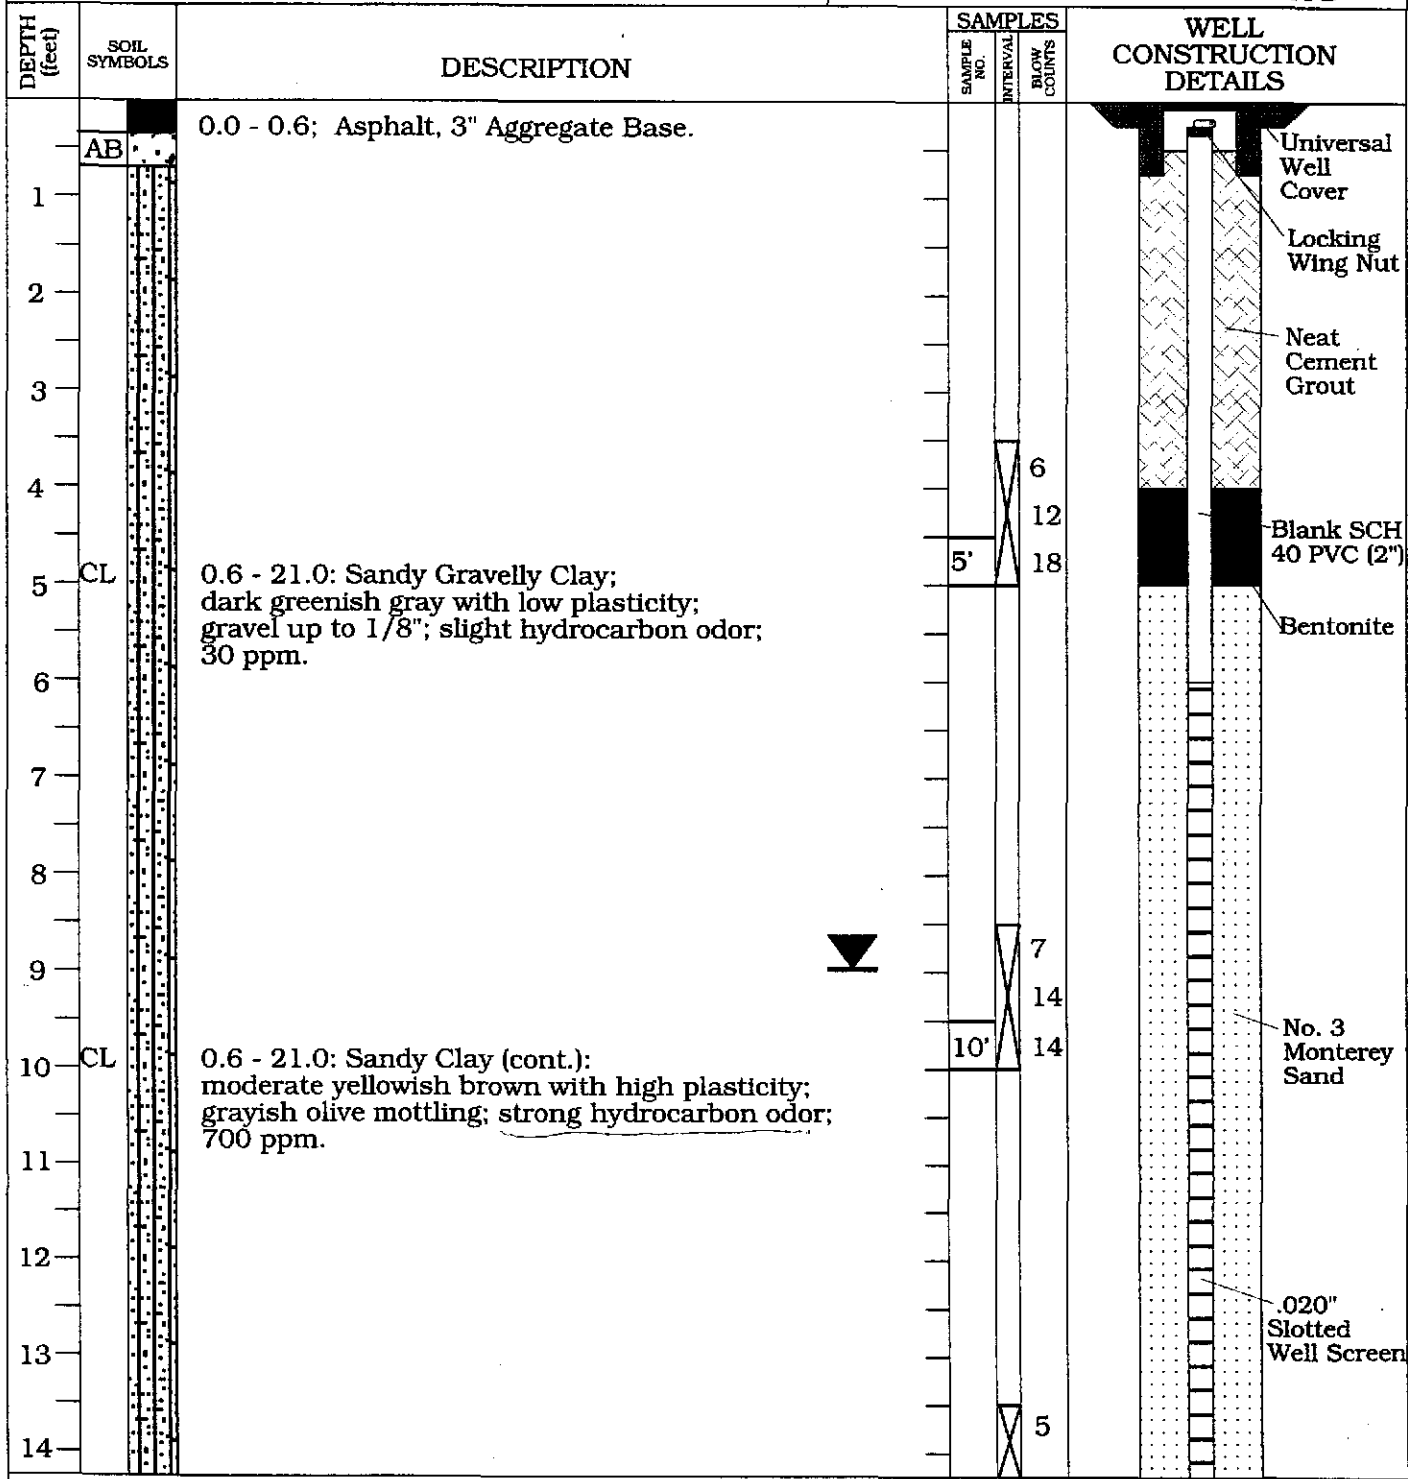 DEPTH
(feet)
SOIL
SYMBOLS
DESCRIPTION
SAMPLES
SAMPLE
NO.
INTERVAL
BLOW
COUNTS
WELL
CONSTRUCTION
DETAILS
0.0 - 0.6;  Asphalt, 3" Aggregate Base.
AB
Universal
Well
Cover
1
Locking
Wing Nut
2
Neat
Cement
Grout
3
6
4
12
Blank SCH
40 PVC (2")
5'
18
CL
5
0.6 - 21.0: Sandy Gravelly Clay;
dark greenish gray with low plasticity;
gravel up to 1/8"; slight hydrocarbon odor;
30 ppm.
Bentonite
6
7
8
7
9
14
No. 3
Monterey
Sand
10'
14
CL
10
0.6 - 21.0: Sandy Clay (cont.):
moderate yellowish brown with high plasticity;
grayish olive mottling; strong hydrocarbon odor;
700 ppm.
11
12
.020"
Slotted
Well Screen
13
5
14